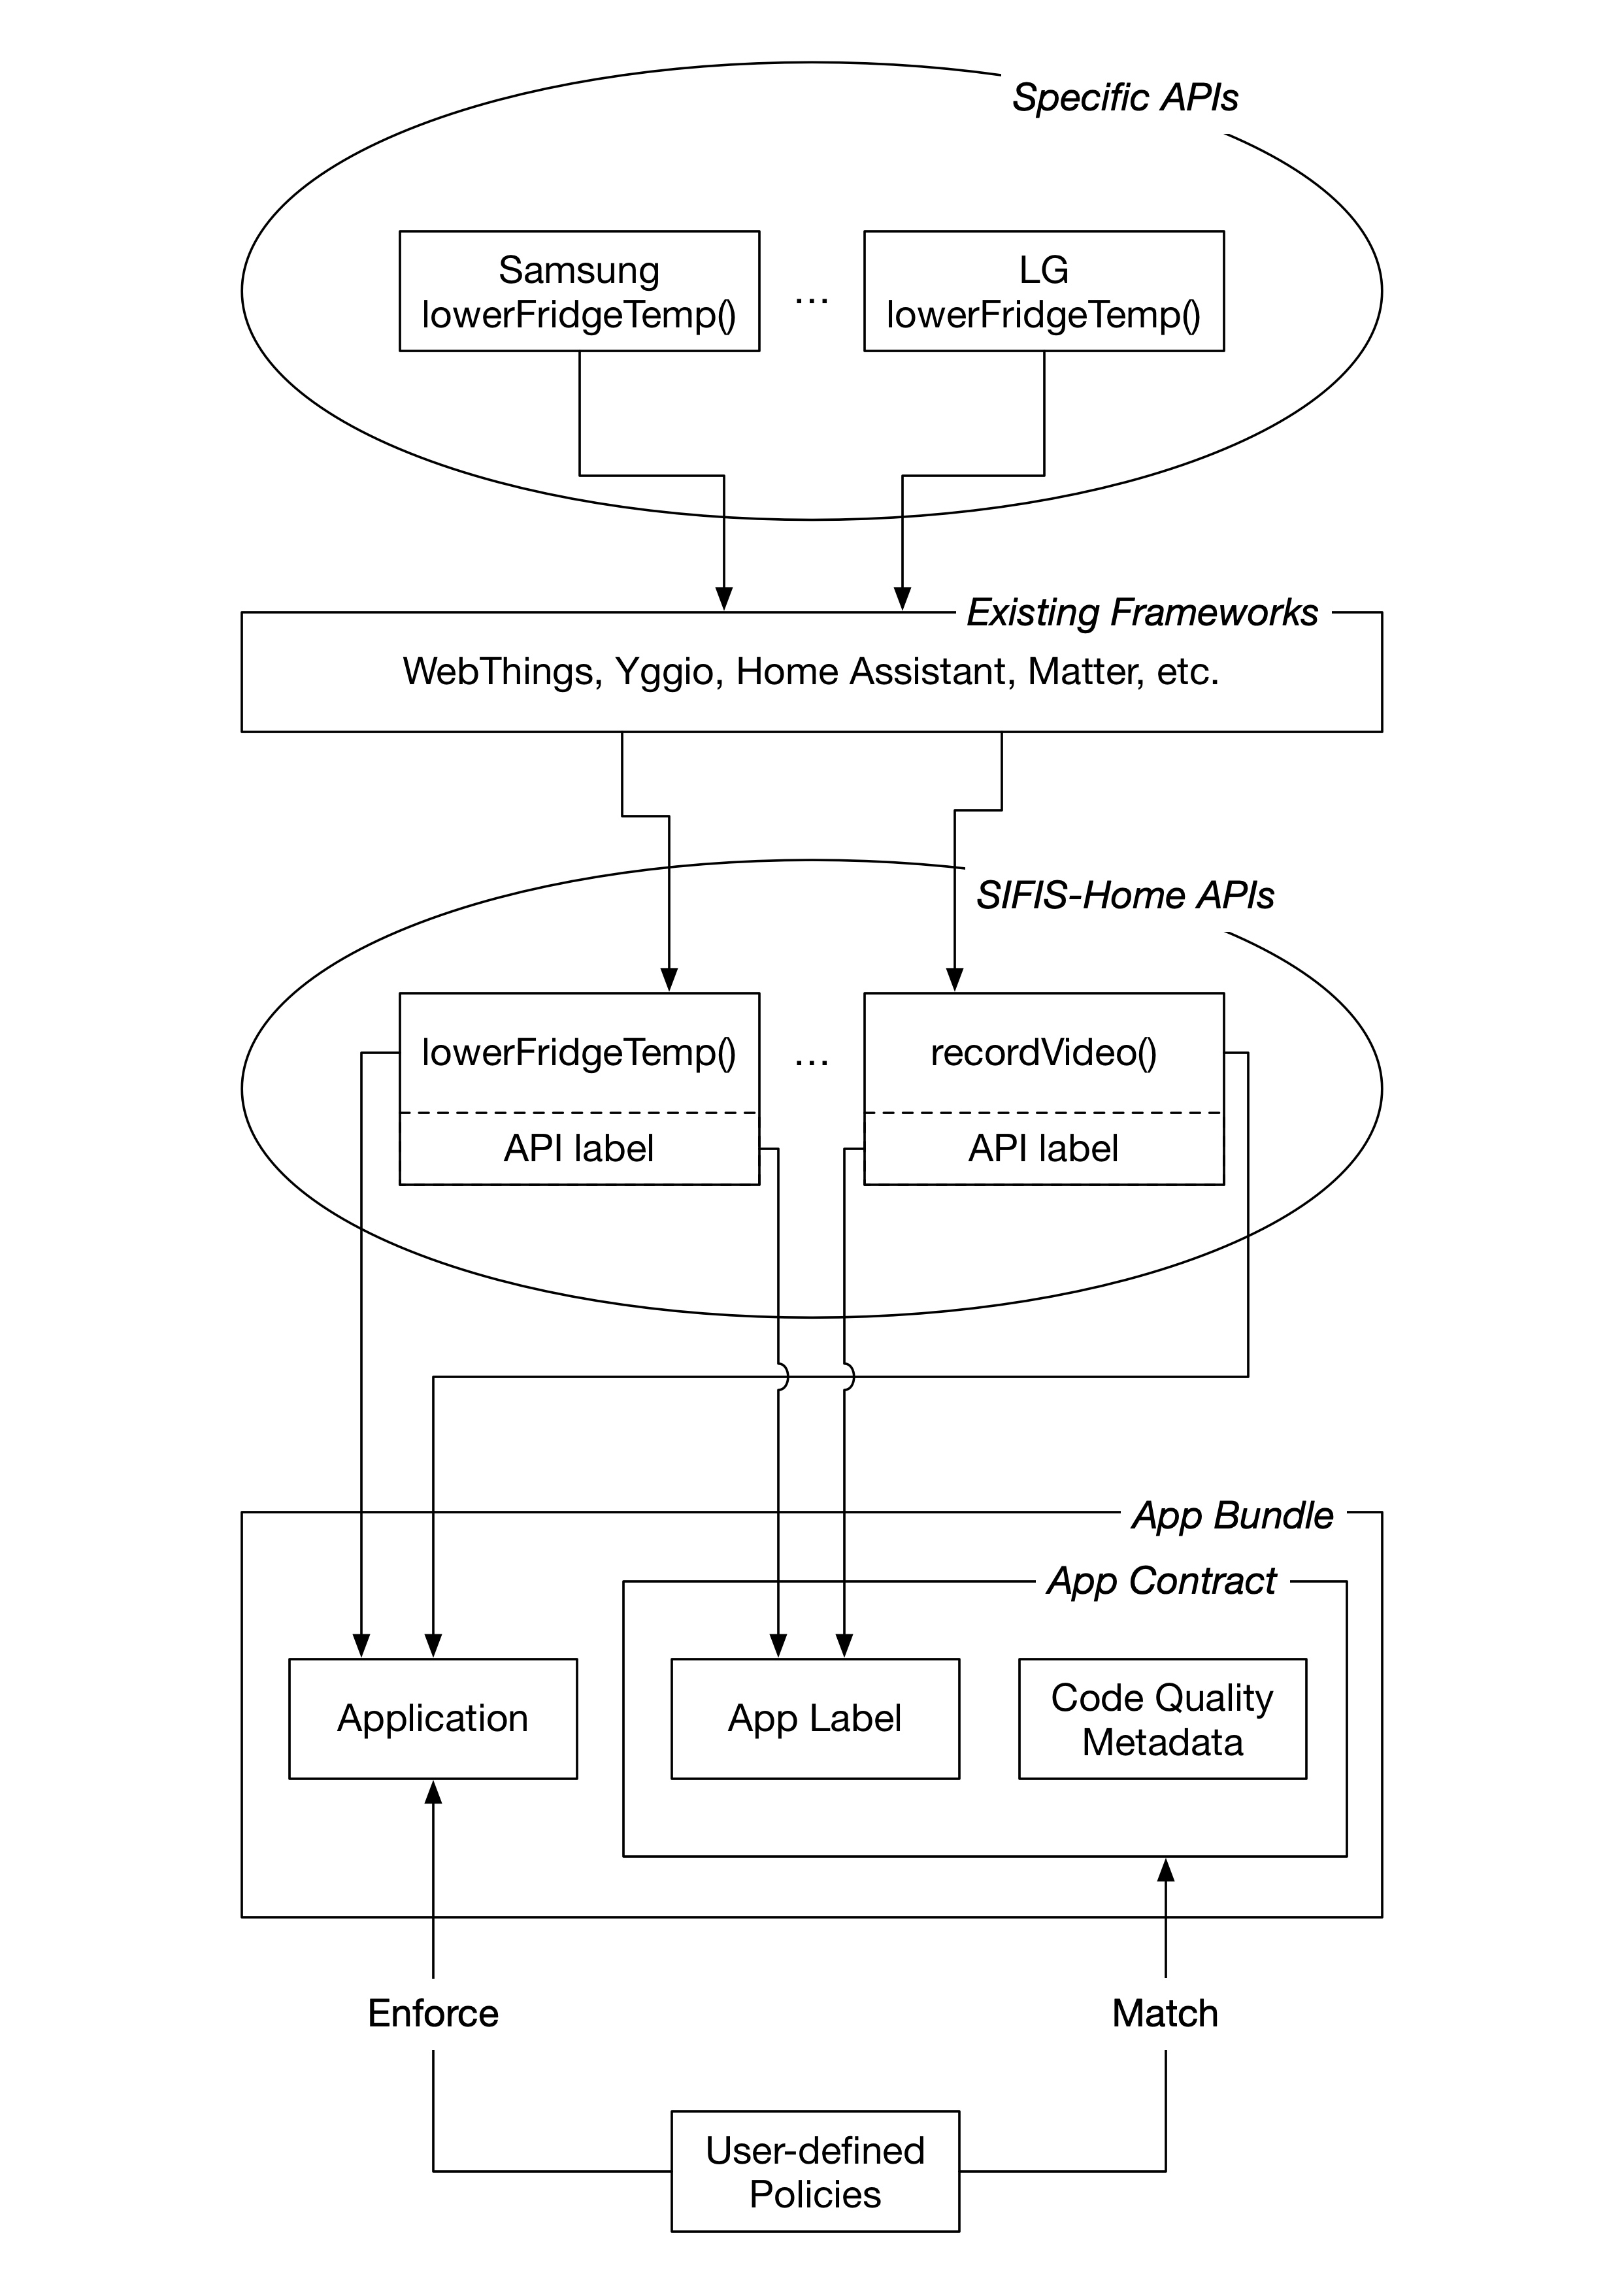 Specific APIs
Samsung
lowerFridgeTemp()
...
LG
lowerFridgeTemp()
Existing Frameworks
WebThings, Yggio, Home Assistant, Matter, etc.
SIFIS-Home APIs
lowerFridgeTemp()
API label
...
recordVideo()
API label
App Bundle
App Contract
Application
App Label
Code Quality
Metadata
Enforce
Match
User-defined
Policies